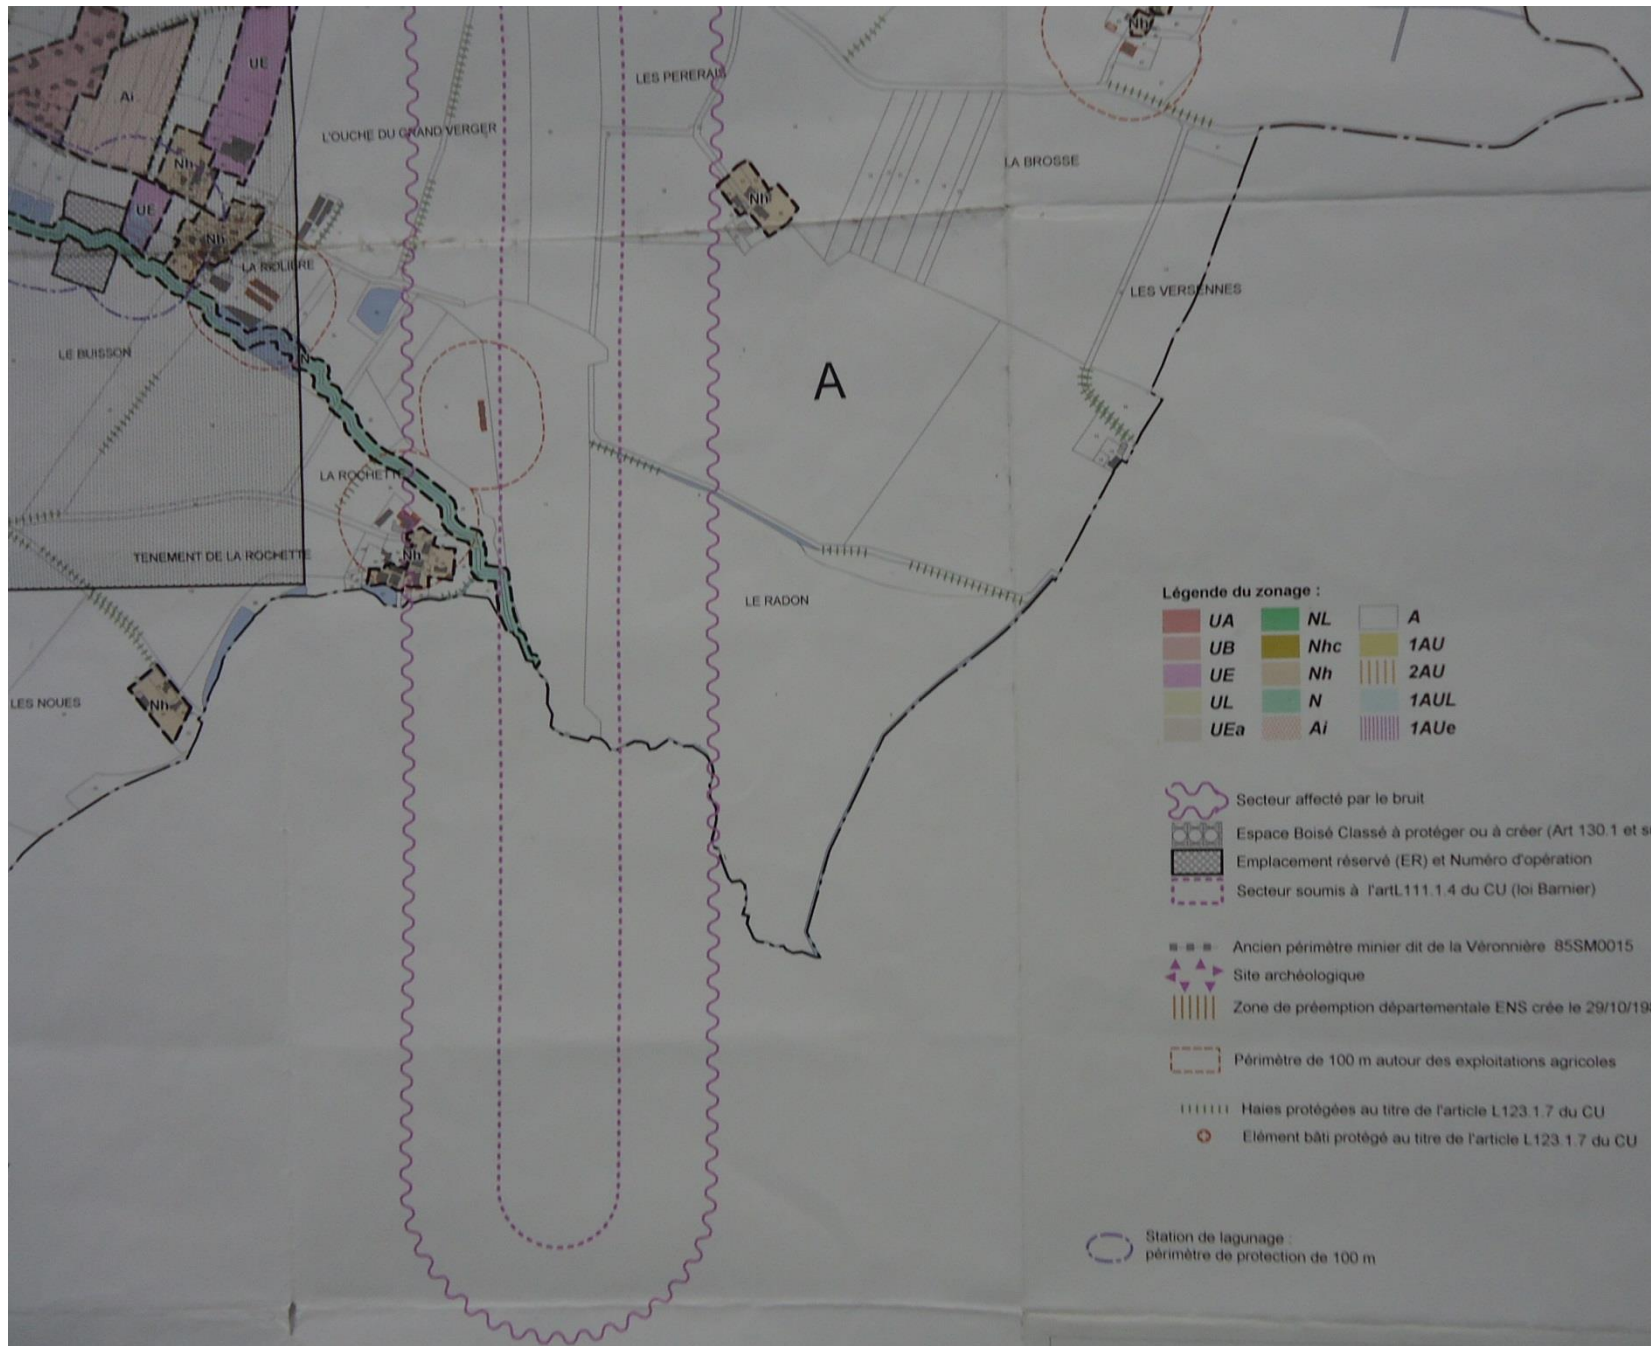 UE
Ai
Nh
UE
Nh
LES PERERAIS
Nh
L'OUCHE DU GRAND VERGER
LA BROSSE
Nh
LA RIOLIERE
LES VERSENNES
LE BUISSON
N
A
LA ROCHETTE
TENEMENT DE LA ROCHETTE
Nh
LE RADON
LES NOUES
Nh
Légende du zonage :
UA NL A
UB Nhc 1AU
UE Nh 2AU
UL N 1AUL
UEa Ai 1AUe
Secteur affecté par le bruit
Espace Boisé Classé à protéger ou à créer (Art 130.1 et
Emplacement réservé (ER) et Numéro d'opération
Secteur soumis à l'artL111.1.4 du CU (loi Barnier)
Ancien périmètre minier dit de la Véronnière 85SM0015
Site archéologique
Zone de préemption départementale ENS crée le 29/10/19
Périmètre de 100 m autour des exploitations agricoles
Haies protégées au titre de l'article L123.1.7 du CU
Elément bâti protégé au titre de l'article L123.1.7 du CU
Station de lagunage :
périmètre de protection de 100 m